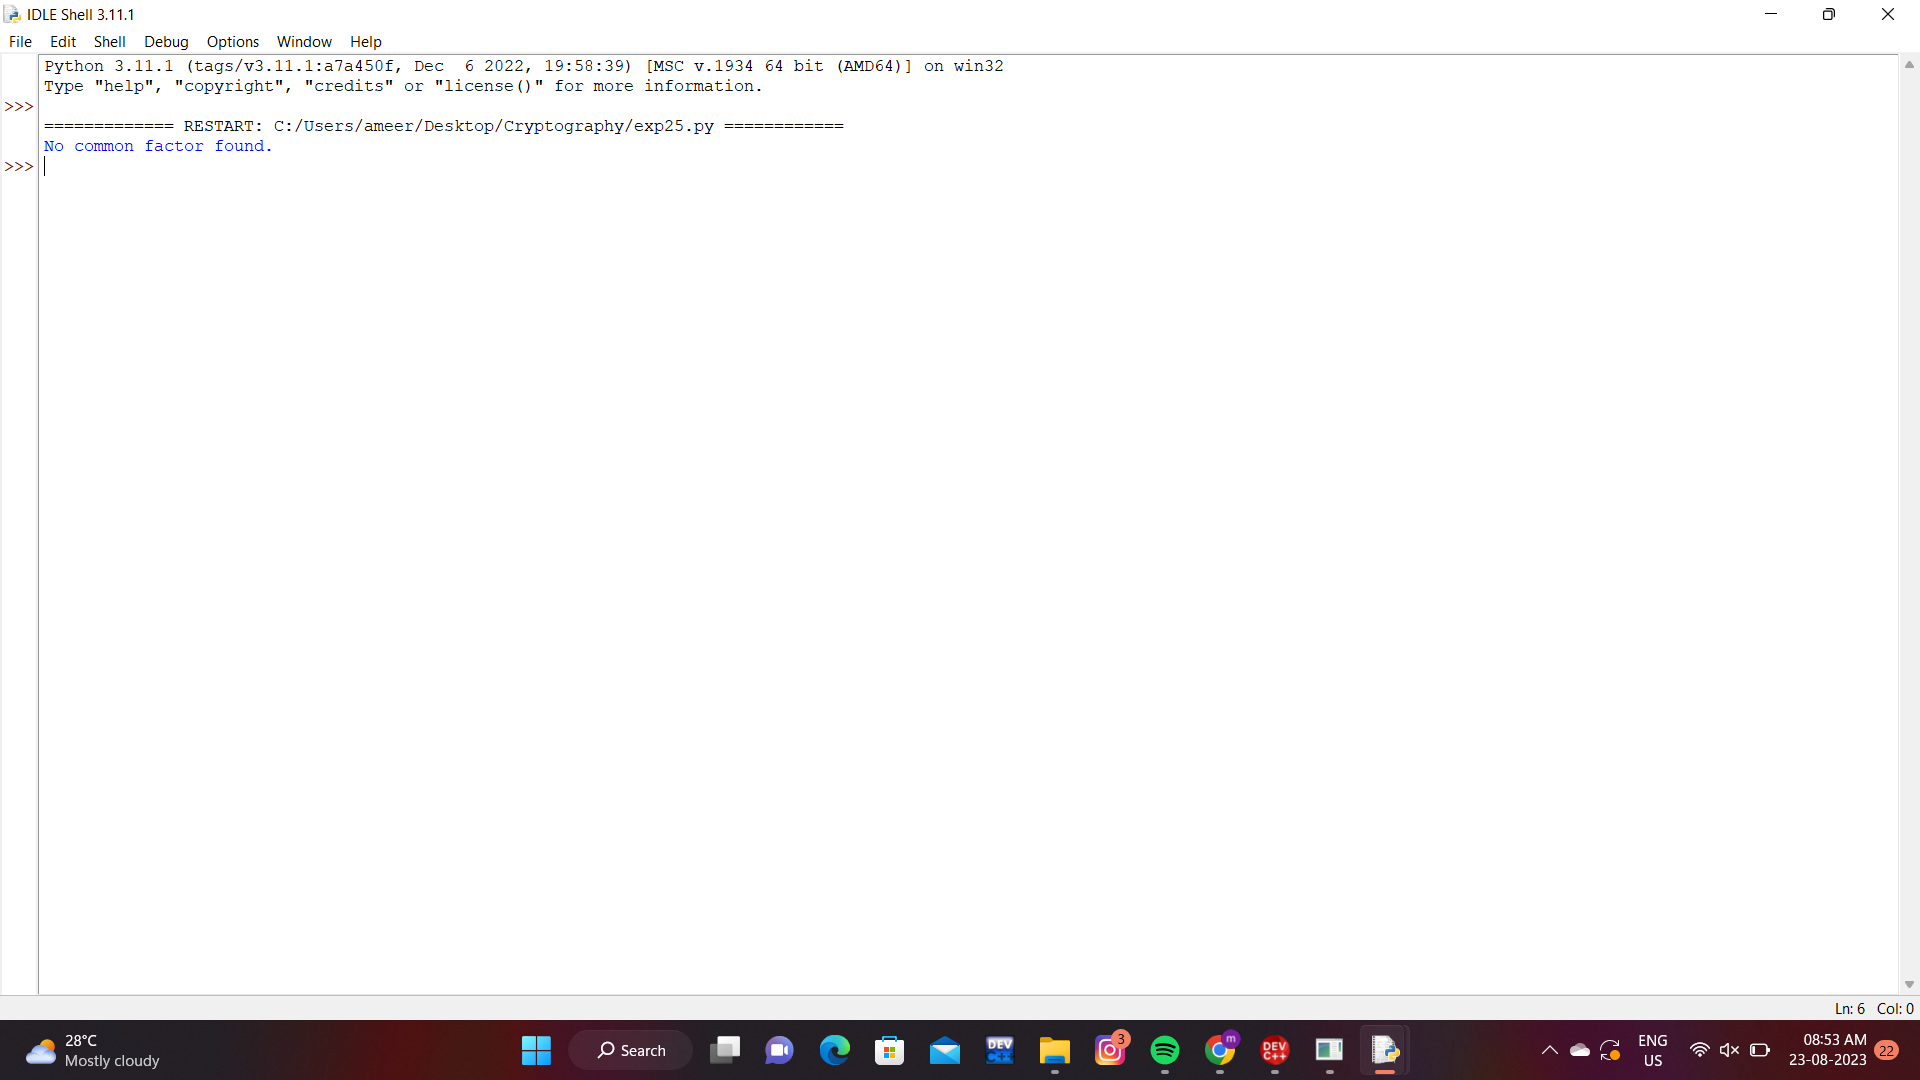 IDLE Shell 3.11.1
File Edit Shell Debug Options Window Help
Python 3.11.1 (tags/v3.11.1:a7a450f, Dec  6 2022, 19:58:39) [MSC v.1934 64 bit (AMD64)] on win32
Type "help", "copyright", "credits" or "license()" for more information.
>>>
============= RESTART: C:/Users/ameer/Desktop/Cryptography/exp25.py ============
No common factor found.
>>>
Ln: 6 Col: 0
28°C
Mostly cloudy
Search
DEV
C++
3
m
DEV
C++
ENG
US
08:53 AM
23-08-2023
22